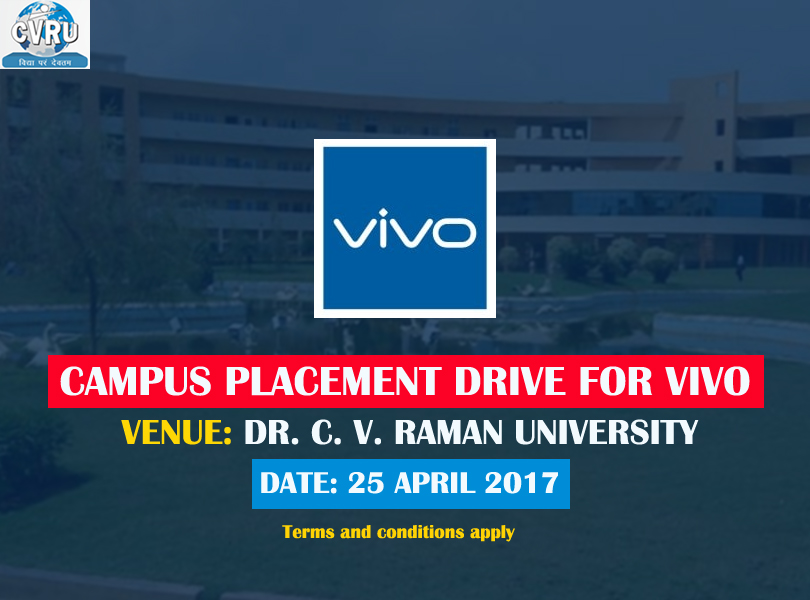 CVRU
विद्या परं देवतम
vivo
CAMPUS PLACEMENT DRIVE FOR VIVO
VENUE: DR. C. V. RAMAN UNIVERSITY
DATE: 25 APRIL 2017
Terms and conditions apply